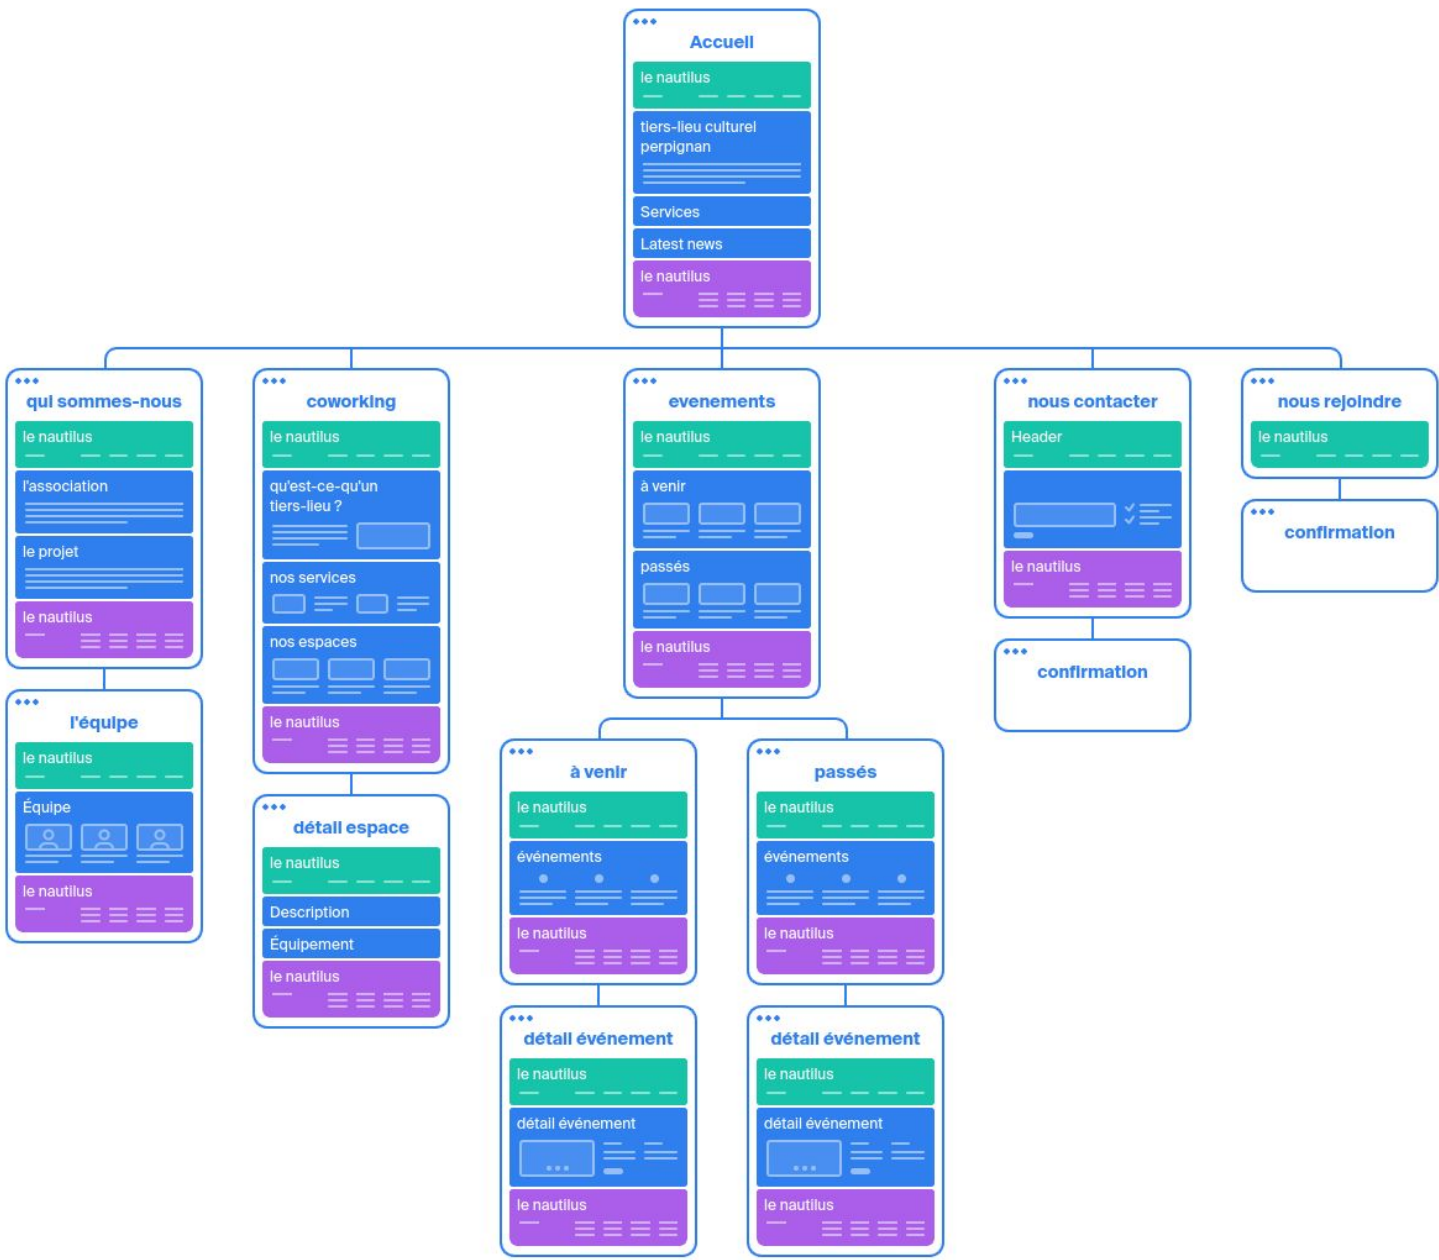 Accueil
le nautilus
tiers-lieu culturel
perpignan
Services
Latest news
le nautilus
qui sommes-nous
le nautilus
l'association
le projet
le nautilus
l'équipe
le nautilus
Équipe
le nautilus
coworking
le nautilus
qu'est-ce-qu'un
tiers-lieu ?
nos services
nos espaces
le nautilus
détail espace
le nautilus
Description
Équipement
le nautilus
evenements
le nautilus
à venir
passés
le nautilus
à venir
le nautilus
événements
le nautilus
détail événement
le nautilus
détail événement
le nautilus
passés
le nautilus
événements
le nautilus
détail événement
le nautilus
détail événement
le nautilus
nous contacter
Header
le nautilus
confirmation
nous rejoindre
le nautilus
confirmation